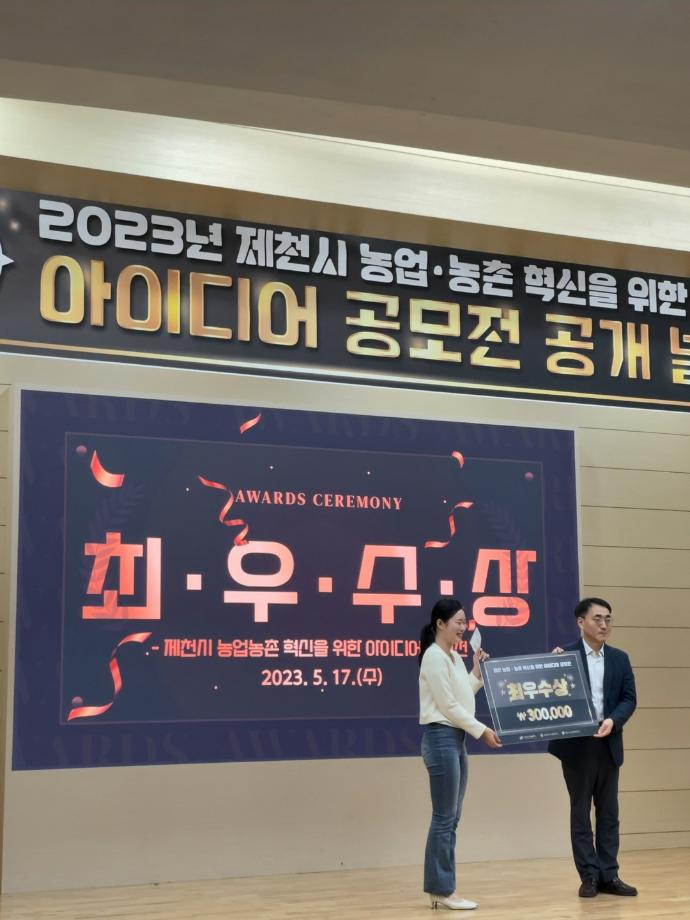 2023년 제천시 농업·농촌 혁신을 위한
아이디어 공모전 공개
AWARDS CEREMONY
최·우·수·상
- 제천시 농업농촌 혁신을 위한 아이디어
2023. 5. 17.(수)
최우수상
₩ 300,000